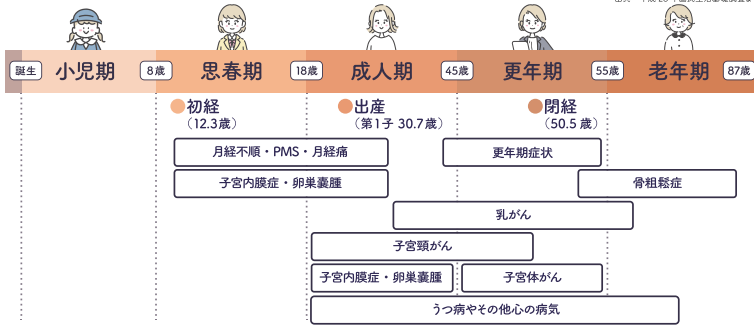 誕生
小児期
8歳
思春期
18歳
成人期
45歳
更年期
55歳
老年期
87歳
初経
（12.3歳）
出産
（第1子 30.7歳）
閉経
（50.5 歳）
月経不順・PMS・月経痛
更年期症状
子宮内膜症・卵巣嚢腫
骨粗鬆症
乳がん
子宮頸がん
子宮内膜症・卵巣嚢腫
子宮体がん
うつ病やその他心の病気